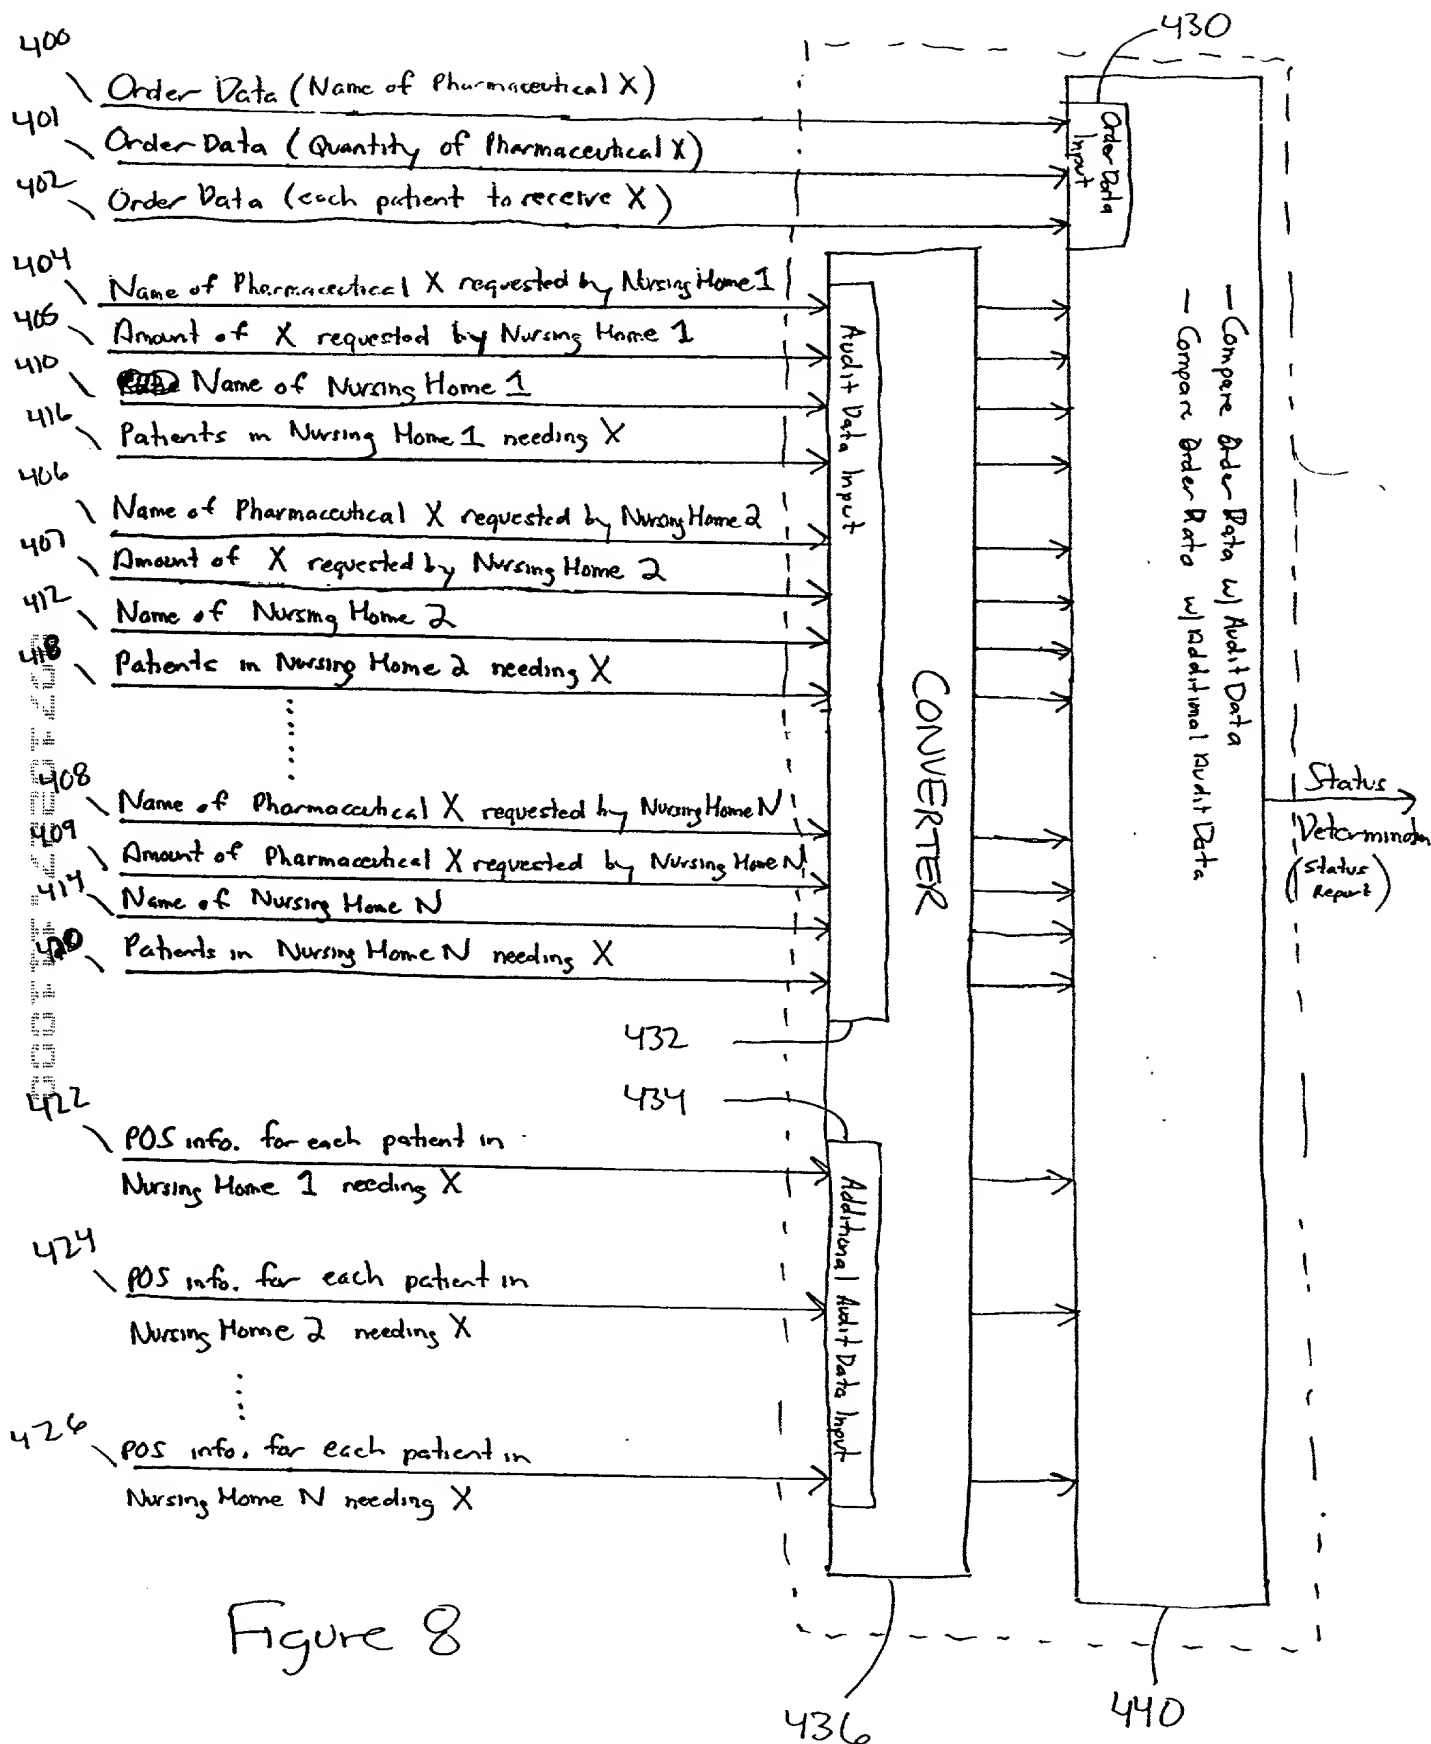 430
400
Order Data (Name of Pharmaceutical X)
401
Order Data (Quantity of Pharmaceutical X)
402
Order Data (each patient to receive X)
Order Data
Input
404
Name of Pharmaceutical X requested by Nursing Home 1
405
Amount of X requested by Nursing Home 1
410
Name of Nursing Home 1
416
Patients in Nursing Home 1 needing X
406
Name of Pharmaceutical X requested by Nursing Home 2
407
Amount of X requested by Nursing Home 2
412
Name of Nursing Home 2
418
Patients in Nursing Home 2 needing X
408
Name of Pharmaceutical X requested by Nursing Home N
409
Amount of Pharmaceutical X requested by Nursing Home N
414
Name of Nursing Home N
420
Patients in Nursing Home N needing X
Audit Data Input
CONVERTER
- Compare Order Data w/ Audit Data
- Compare Order Data w/ Additional Audit Data
Status
Determination
(Status
Report)
432
434
422
POS info. for each patient in
Nursing Home 1 needing X
424
POS info. for each patient in
Nursing Home 2 needing X
426
POS info. for each patient in
Nursing Home N needing X
Additional Audit Data Input
Figure 8
436
440